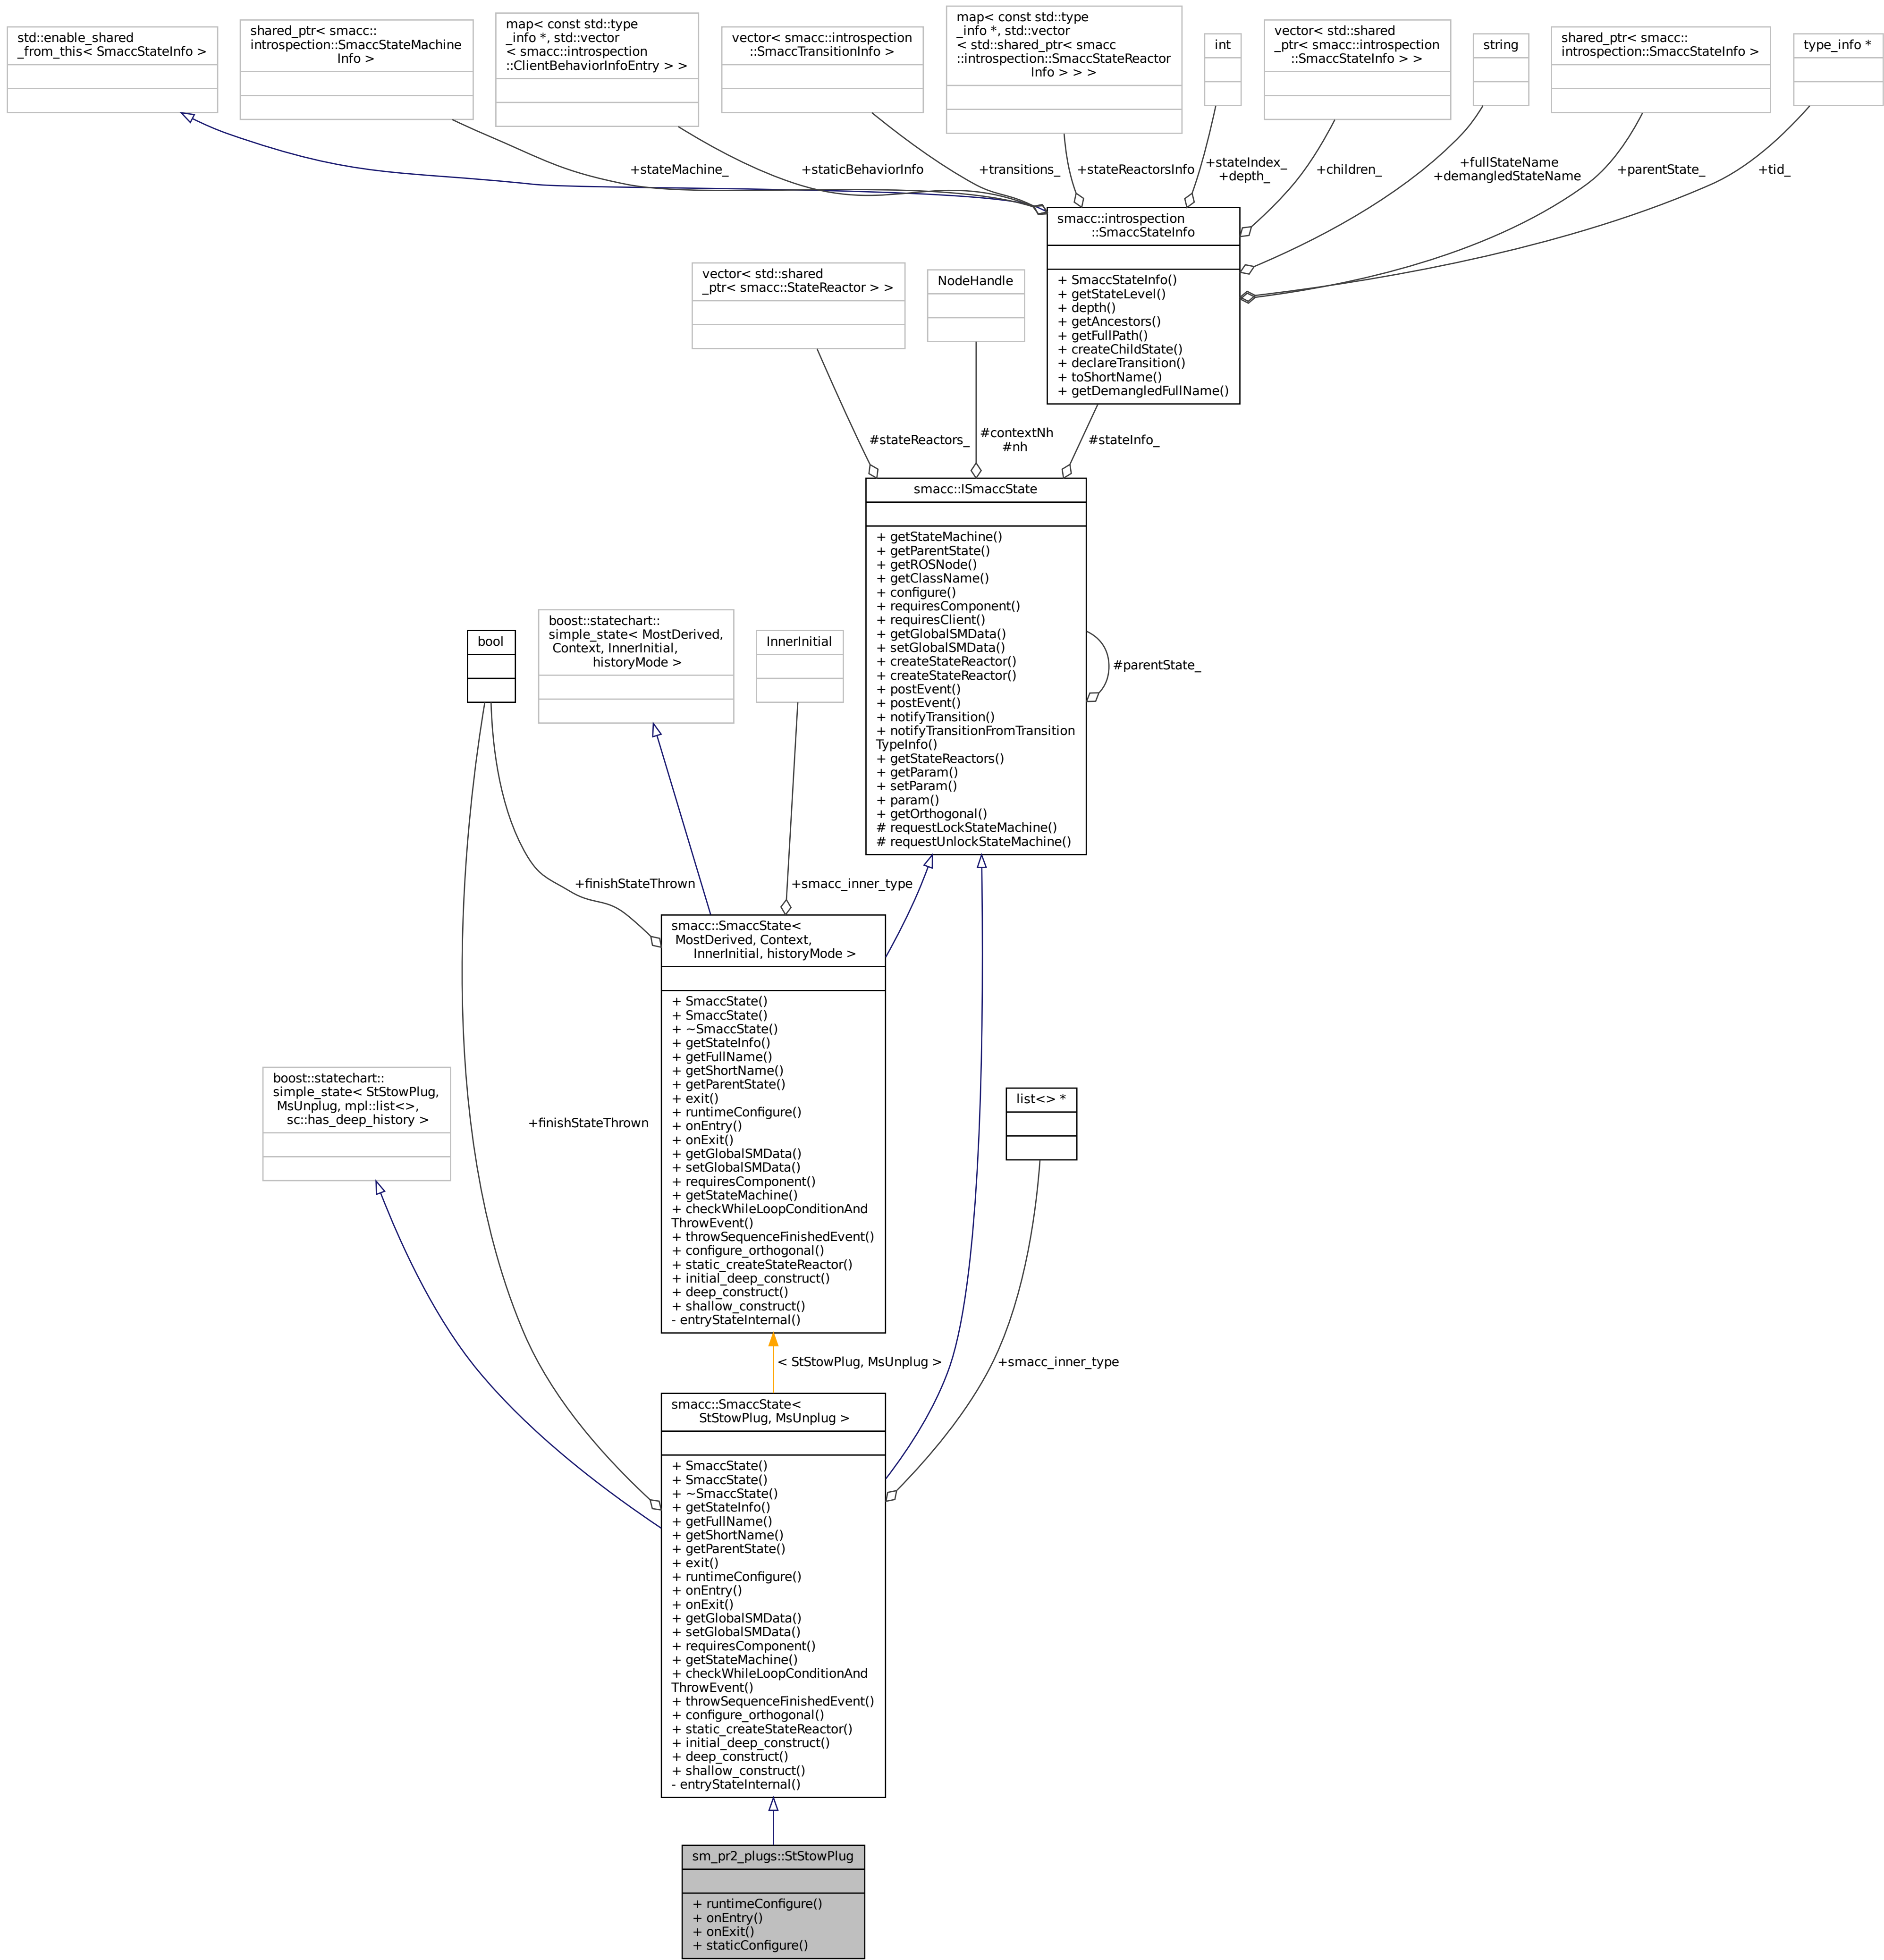 std::enable_shared
_from_this< SmaccStateInfo >
shared_ptr< smacc::
introspection::SmaccStateMachine
Info >
map< const std::type
_info *, std::vector
< smacc::introspection
::ClientBehaviorInfoEntry > >
vector< smacc::introspection
::SmaccTransitionInfo >
map< const std::type
_info *, std::vector
< std::shared_ptr< smacc
::introspection::SmaccStateReactor
Info > > >
int
vector< std::shared
_ptr< smacc::introspection
::SmaccStateInfo > >
string
shared_ptr< smacc::
introspection::SmaccStateInfo >
type_info *
+stateMachine_
+staticBehaviorInfo
+transitions_
+stateReactorsInfo
+stateIndex_
+depth_
+children_
+fullStateName
+demangledStateName
+parentState_
+tid_
smacc::introspection
::SmaccStateInfo
+ SmaccStateInfo()
+ getStateLevel()
+ depth()
+ getAncestors()
+ getFullPath()
+ createChildState()
+ declareTransition()
+ toShortName()
+ getDemangledFullName()
vector< std::shared
_ptr< smacc::StateReactor > >
NodeHandle
#stateReactors_
#contextNh
#nh
#stateInfo_
smacc::ISmaccState
+ getStateMachine()
+ getParentState()
+ getROSNode()
+ getClassName()
+ configure()
+ requiresComponent()
+ requiresClient()
+ getGlobalSMData()
+ setGlobalSMData()
+ createStateReactor()
+ createStateReactor()
+ postEvent()
+ postEvent()
+ notifyTransition()
+ notifyTransitionFromTransition
TypeInfo()
+ getStateReactors()
+ getParam()
+ setParam()
+ param()
+ getOrthogonal()
# requestLockStateMachine()
# requestUnlockStateMachine()
#parentState_
bool
boost::statechart::
simple_state< MostDerived,
Context, InnerInitial,
historyMode >
InnerInitial
+finishStateThrown
+smacc_inner_type
smacc::SmaccState<
MostDerived, Context,
InnerInitial, historyMode >
+ SmaccState()
+ SmaccState()
+ ~SmaccState()
+ getStateInfo()
+ getFullName()
+ getShortName()
+ getParentState()
+ exit()
+ runtimeConfigure()
+ onEntry()
+ onExit()
+ getGlobalSMData()
+ setGlobalSMData()
+ requiresComponent()
+ getStateMachine()
+ checkWhileLoopConditionAnd
ThrowEvent()
+ throwSequenceFinishedEvent()
+ configure_orthogonal()
+ static_createStateReactor()
+ initial_deep_construct()
+ deep_construct()
+ shallow_construct()
- entryStateInternal()
boost::statechart::
simple_state< StStowPlug,
MsUnplug, mpl::list<>,
sc::has_deep_history >
+finishStateThrown
list<> *
< StStowPlug, MsUnplug >
+smacc_inner_type
smacc::SmaccState<
StStowPlug, MsUnplug >
+ SmaccState()
+ SmaccState()
+ ~SmaccState()
+ getStateInfo()
+ getFullName()
+ getShortName()
+ getParentState()
+ exit()
+ runtimeConfigure()
+ onEntry()
+ onExit()
+ getGlobalSMData()
+ setGlobalSMData()
+ requiresComponent()
+ getStateMachine()
+ checkWhileLoopConditionAnd
ThrowEvent()
+ throwSequenceFinishedEvent()
+ configure_orthogonal()
+ static_createStateReactor()
+ initial_deep_construct()
+ deep_construct()
+ shallow_construct()
- entryStateInternal()
sm_pr2_plugs::StStowPlug
+ runtimeConfigure()
+ onEntry()
+ onExit()
+ staticConfigure()